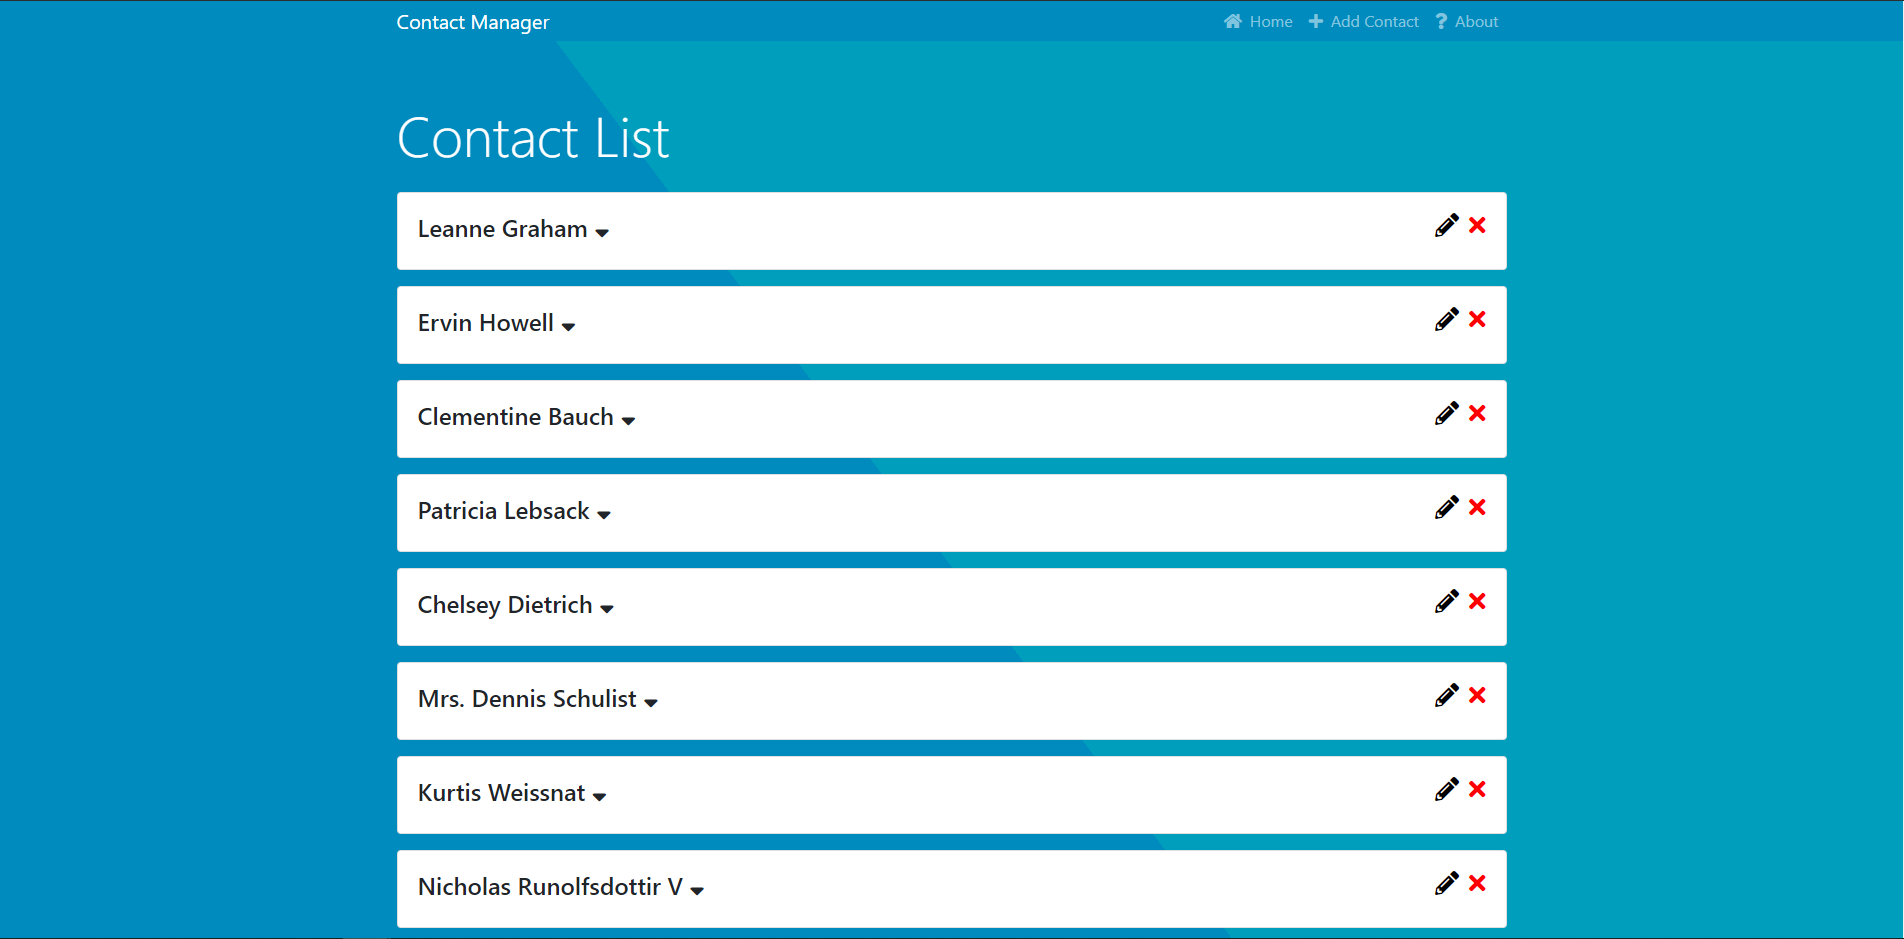 Contact Manager
Home Add Contact About
Contact List
Leanne Graham
Ervin Howell
Clementine Bauch
Patricia Lebsack
Chelsey Dietrich
Mrs. Dennis Schulist
Kurtis Weissnat
Nicholas Runolfsdottir V